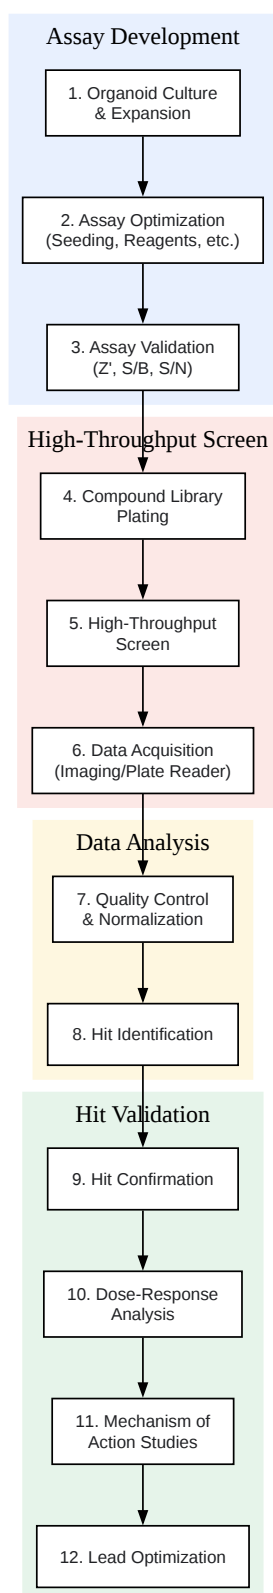 Assay Development
1. Organoid Culture
& Expansion
2. Assay Optimization
(Seeding, Reagents, etc.)
3. Assay Validation
(Z', S/B, S/N)
High-Throughput Screen
4. Compound Library
Plating
5. High-Throughput
Screen
6. Data Acquisition
(Imaging/Plate Reader)
Data Analysis
7. Quality Control
& Normalization
8. Hit Identification
Hit Validation
9. Hit Confirmation
10. Dose-Response
Analysis
11. Mechanism of
Action Studies
12. Lead Optimization